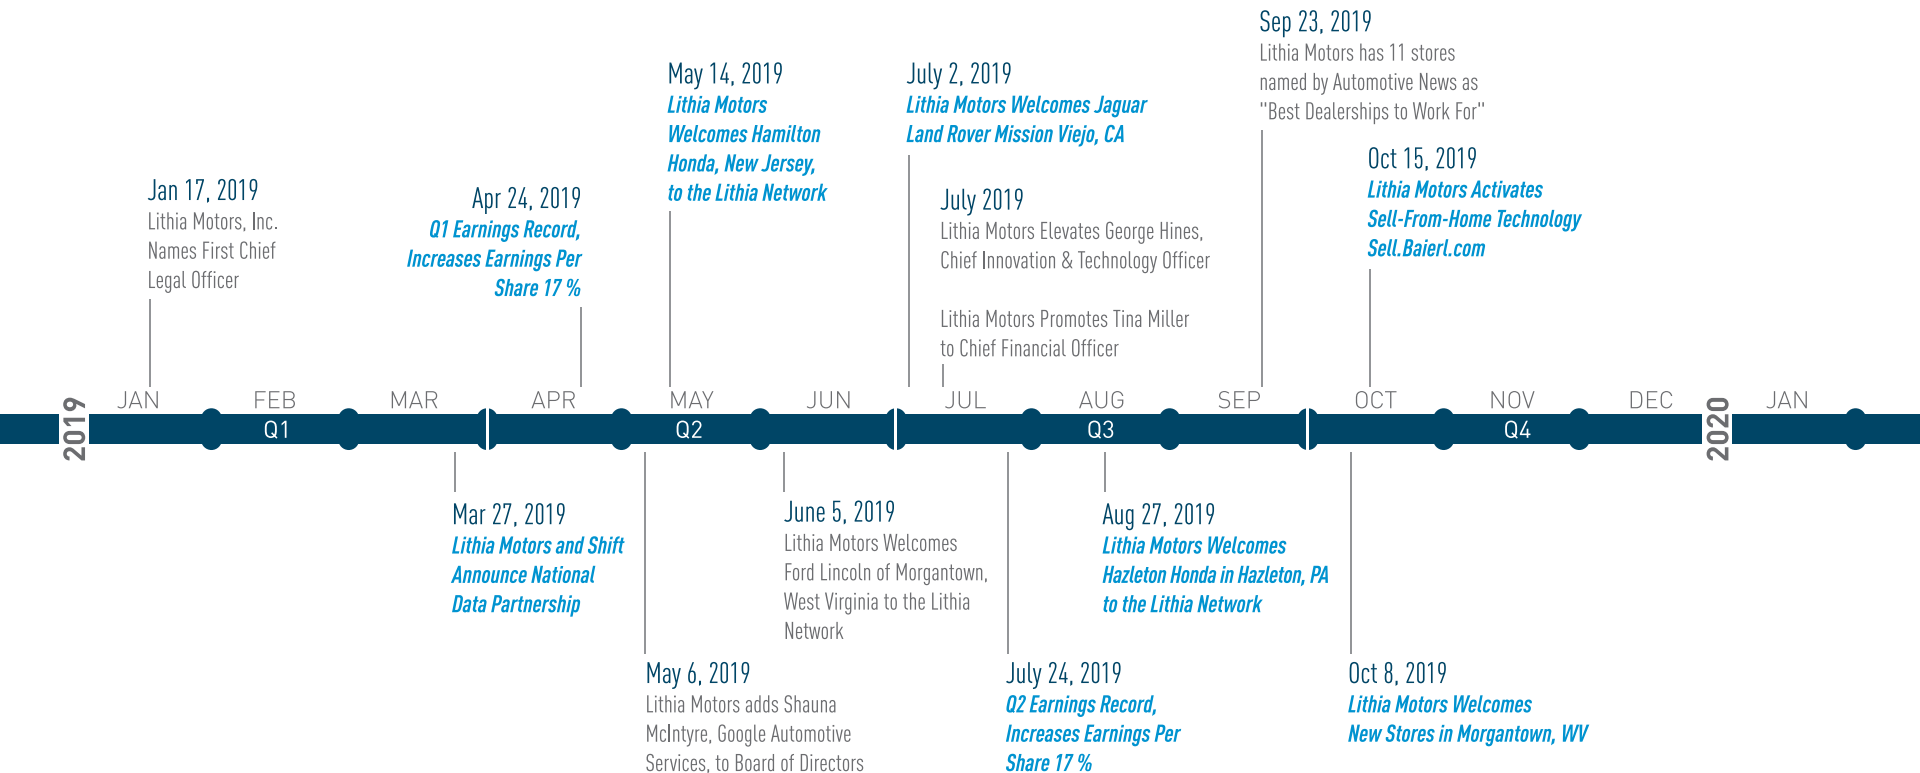 Sep 23, 2019
Lithia Motors has 11 stores
named by Automotive News as
"Best Dealerships to Work For"
May 14, 2019
Lithia Motors
Welcomes Hamilton
Honda, New Jersey,
to the Lithia Network
July 2, 2019
Lithia Motors Welcomes Jaguar
Land Rover Mission Viejo, CA
Oct 15, 2019
Lithia Motors Activates
Sell-From-Home Technology
Sell.Baierl.com
Jan 17, 2019
Lithia Motors, Inc.
Names First Chief
Legal Officer
Apr 24, 2019
Q1 Earnings Record,
Increases Earnings Per
Share 17 %
July 2019
Lithia Motors Elevates George Hines,
Chief Innovation & Technology Officer
Lithia Motors Promotes Tina Miller
to Chief Financial Officer
2019
JAN FEB MAR APR MAY JUN JUL AUG SEP OCT NOV DEC JAN
Q1 Q2 Q3 Q4
2020
Mar 27, 2019
Lithia Motors and Shift
Announce National
Data Partnership
June 5, 2019
Lithia Motors Welcomes
Ford Lincoln of Morgantown,
West Virginia to the Lithia
Network
Aug 27, 2019
Lithia Motors Welcomes
Hazleton Honda in Hazleton, PA
to the Lithia Network
May 6, 2019
Lithia Motors adds Shauna
McIntyre, Google Automotive
Services, to Board of Directors
July 24, 2019
Q2 Earnings Record,
Increases Earnings Per
Share 17 %
Oct 8, 2019
Lithia Motors Welcomes
New Stores in Morgantown, WV